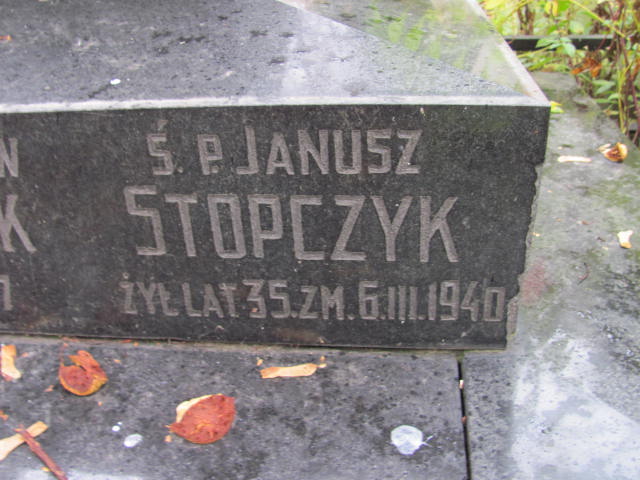 Ś. P. JANUSZ
STOPCZYK
ŻYŁ LAT 35. ZM. 6.III.1940